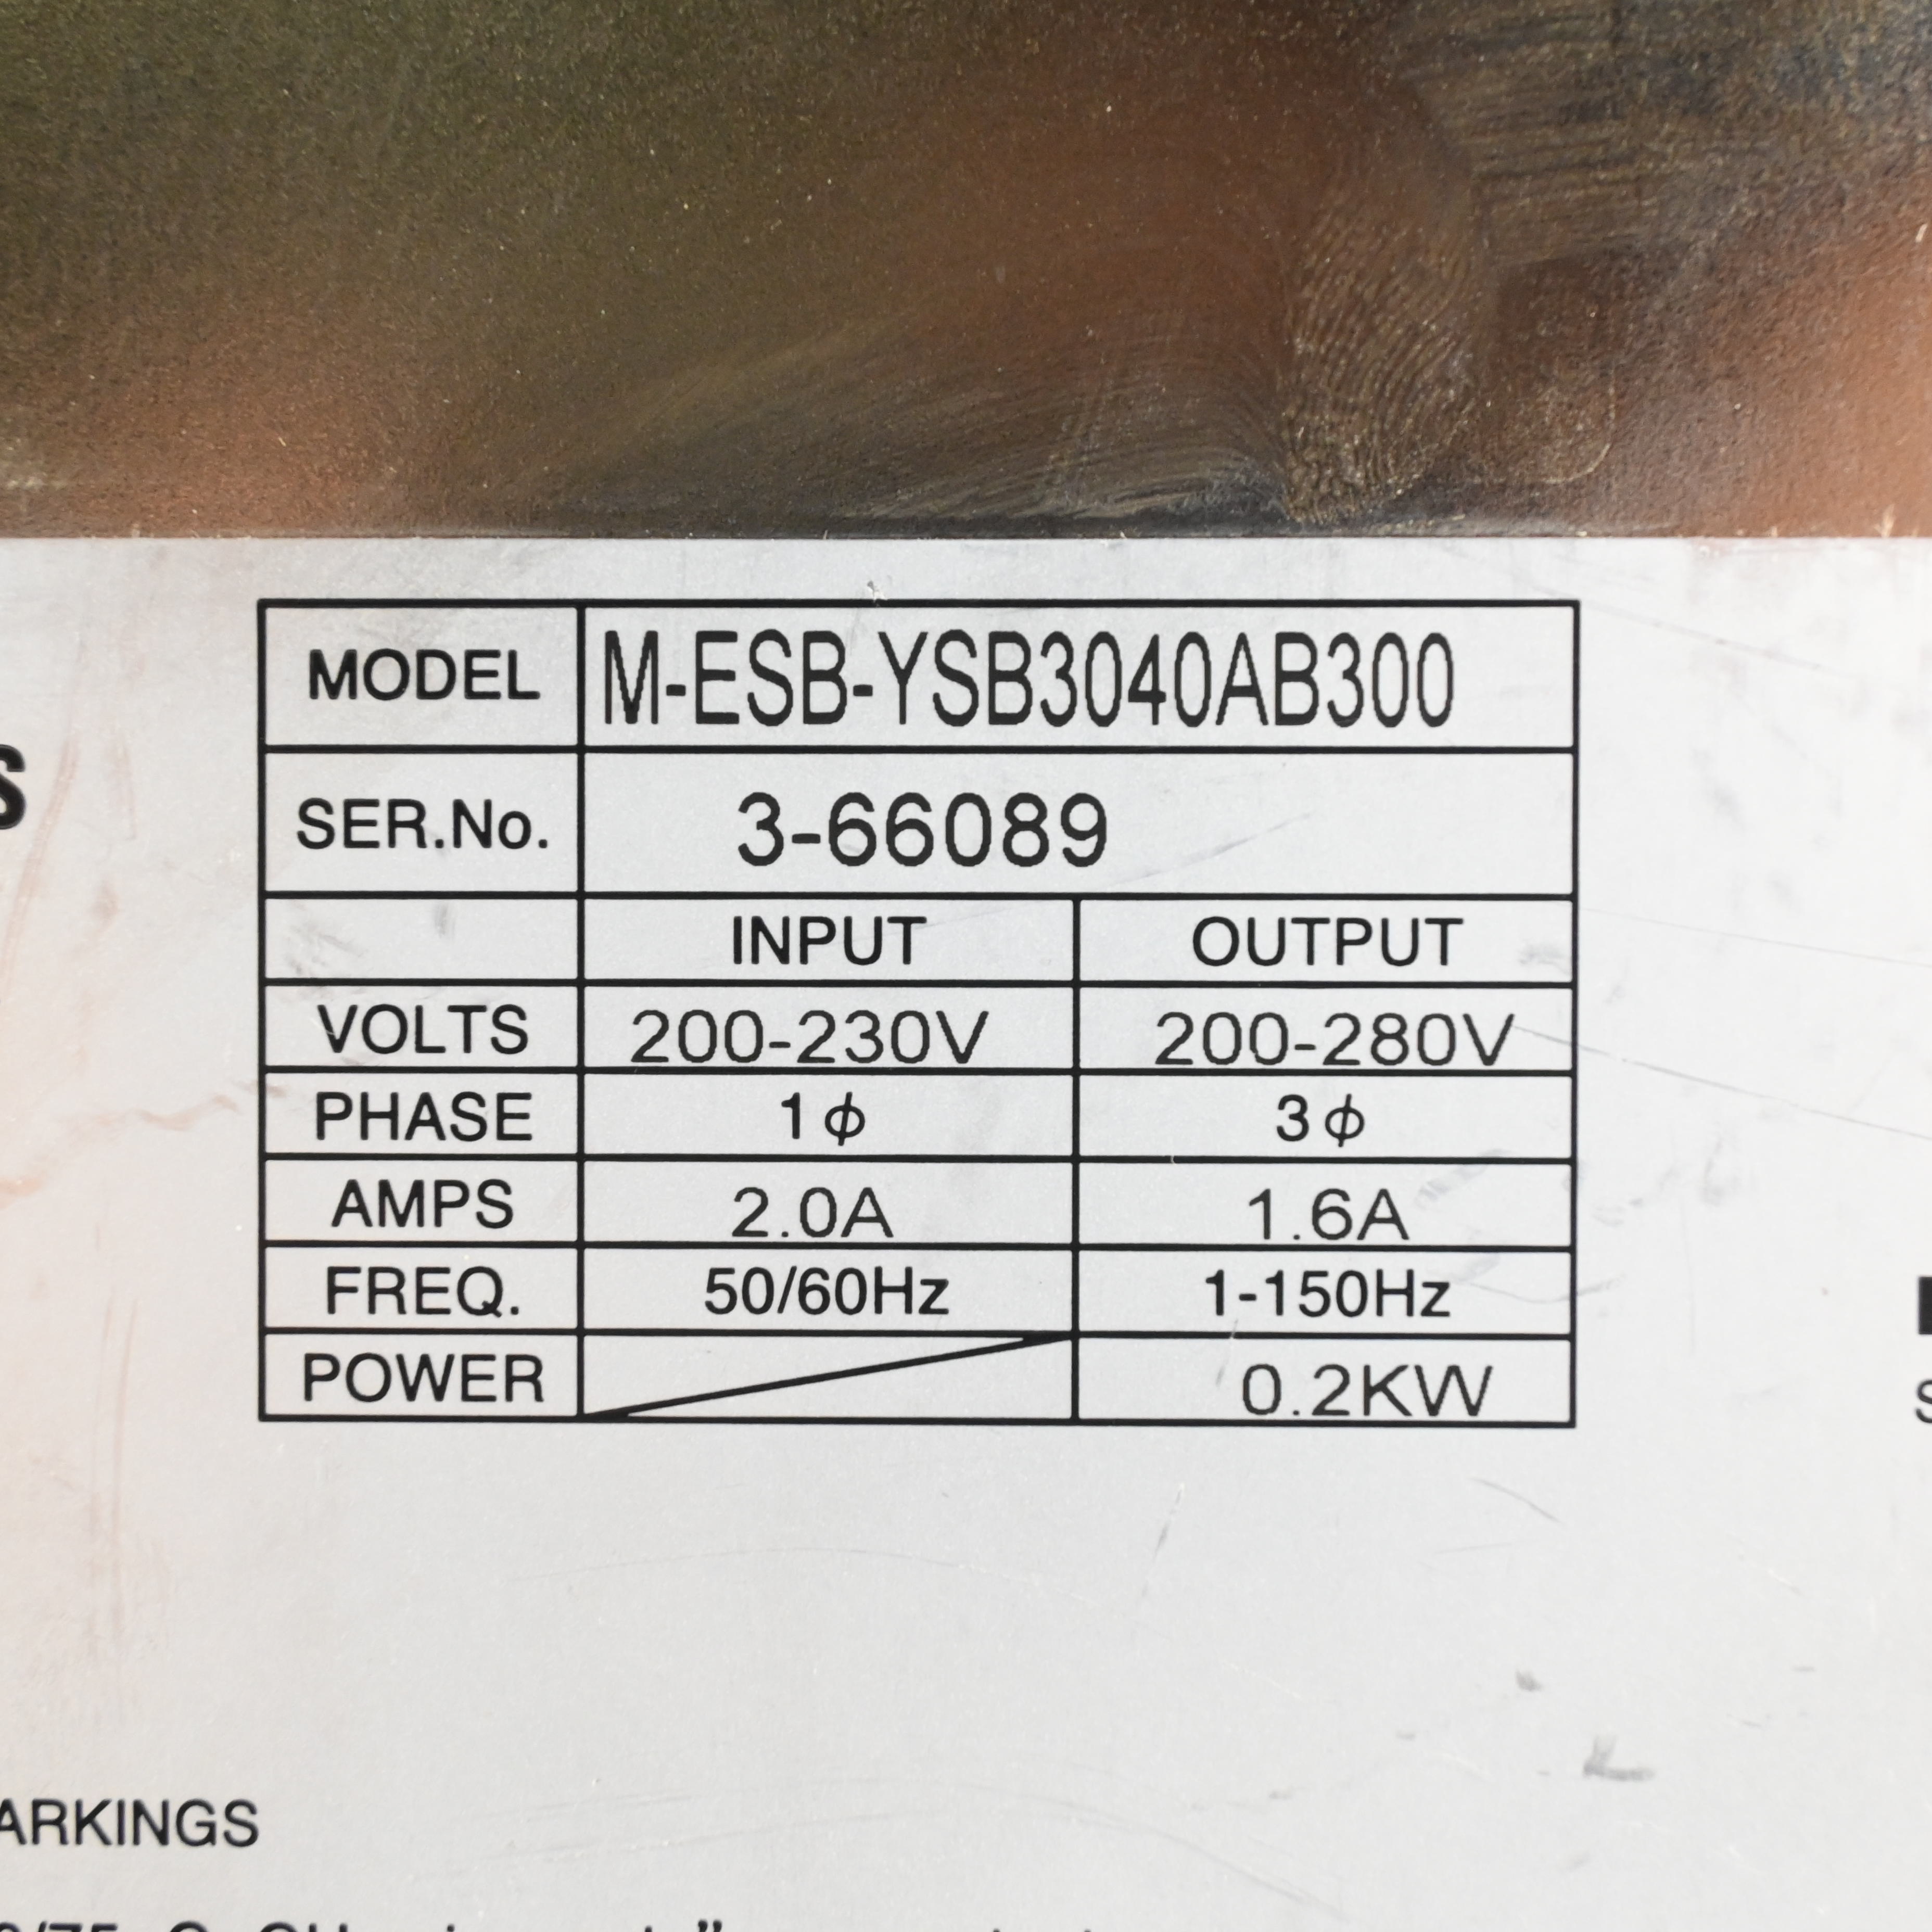 MODEL M-ESB-YSB3040AB300
SER.No. 3-66089
INPUT OUTPUT
VOLTS 200-230V 200-280V
PHASE 1ϕ 3ϕ
AMPS 2.0A 1.6A
FREQ. 50/60Hz 1-150Hz
POWER 0.2KW
ARKINGS